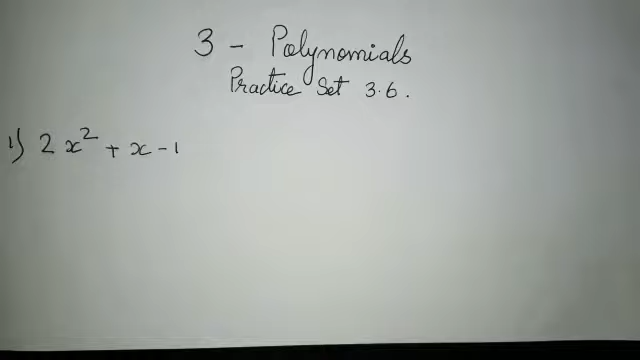 3 - Polynomials
Practice Set 3.6.
1) 2x² + x - 1